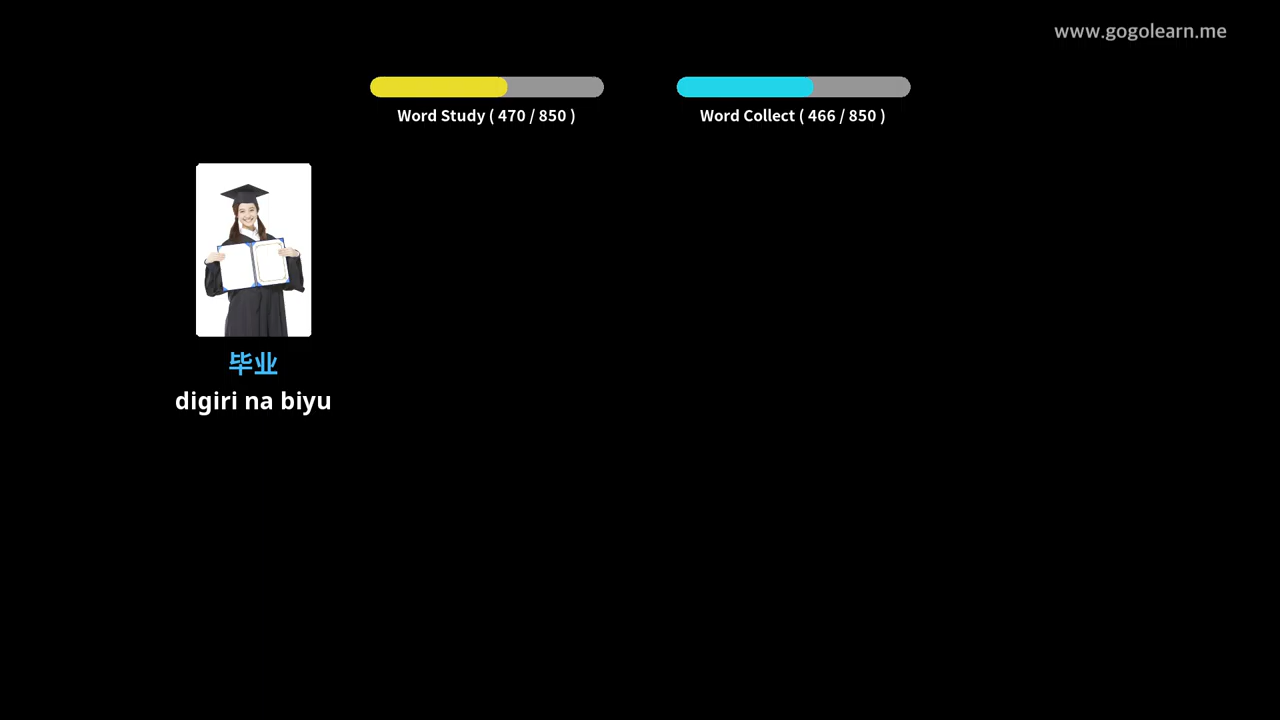 www.gogolearn.me
Word Study ( 470 / 850 )
Word Collect ( 466 / 850 )
毕业
digiri na biyu